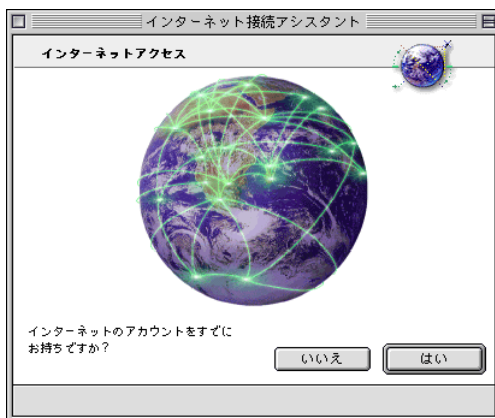 インターネット接続アシスタント
インターネットアクセス
インターネットのアカウントをすでに
お持ちですか？
いいえ
はい